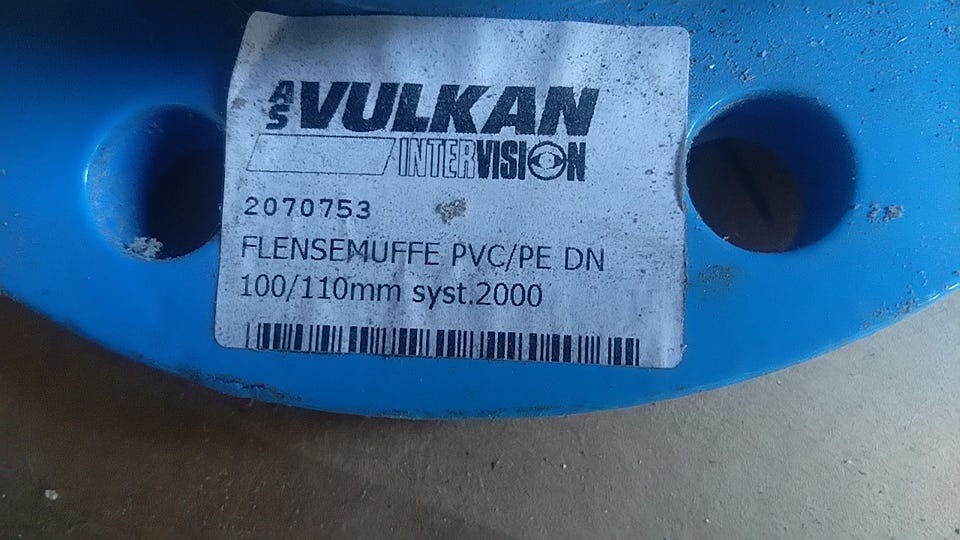 A/S VULKAN
INTERVISION
2070753
FLENSEMUFFE PVC/PE DN
100/110mm syst.2000